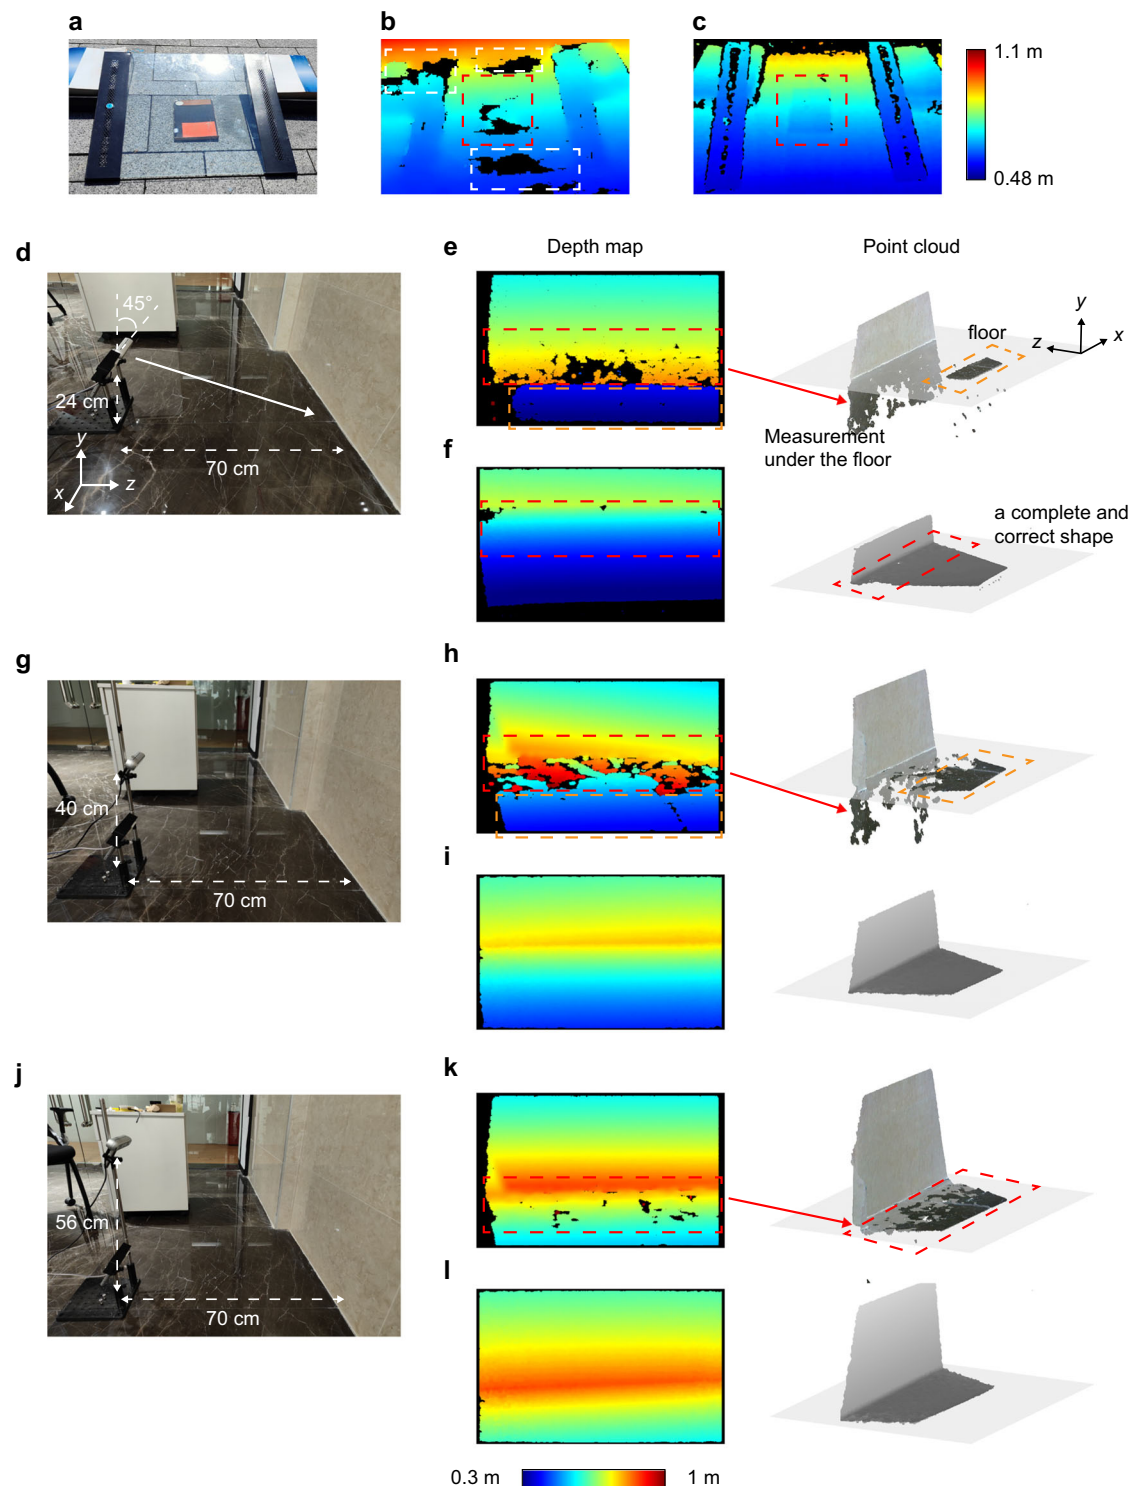 a
b
c
1.1 m
0.48 m
d
45°
24 cm
70 cm
y
x
z
e
Depth map
Point cloud
floor
y
z
x
Measurement
under the floor
f
a complete and
correct shape
g
40 cm
70 cm
h
i
j
56 cm
70 cm
k
l
0.3 m
1 m